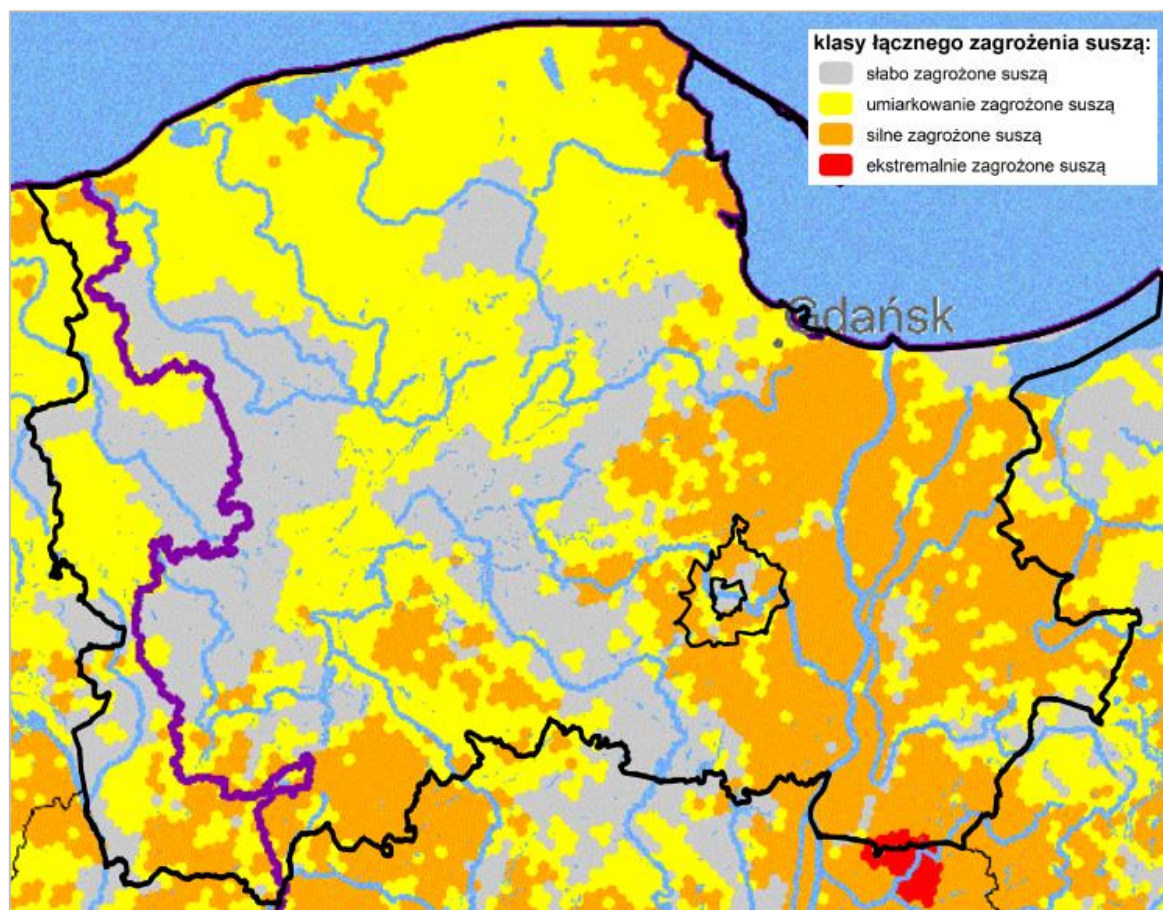 klasy łącznego zagrożenia suszą:
słabo zagrożone suszą
umiarkowanie zagrożone suszą
silne zagrożone suszą
ekstremalnie zagrożone suszą
Gdańsk